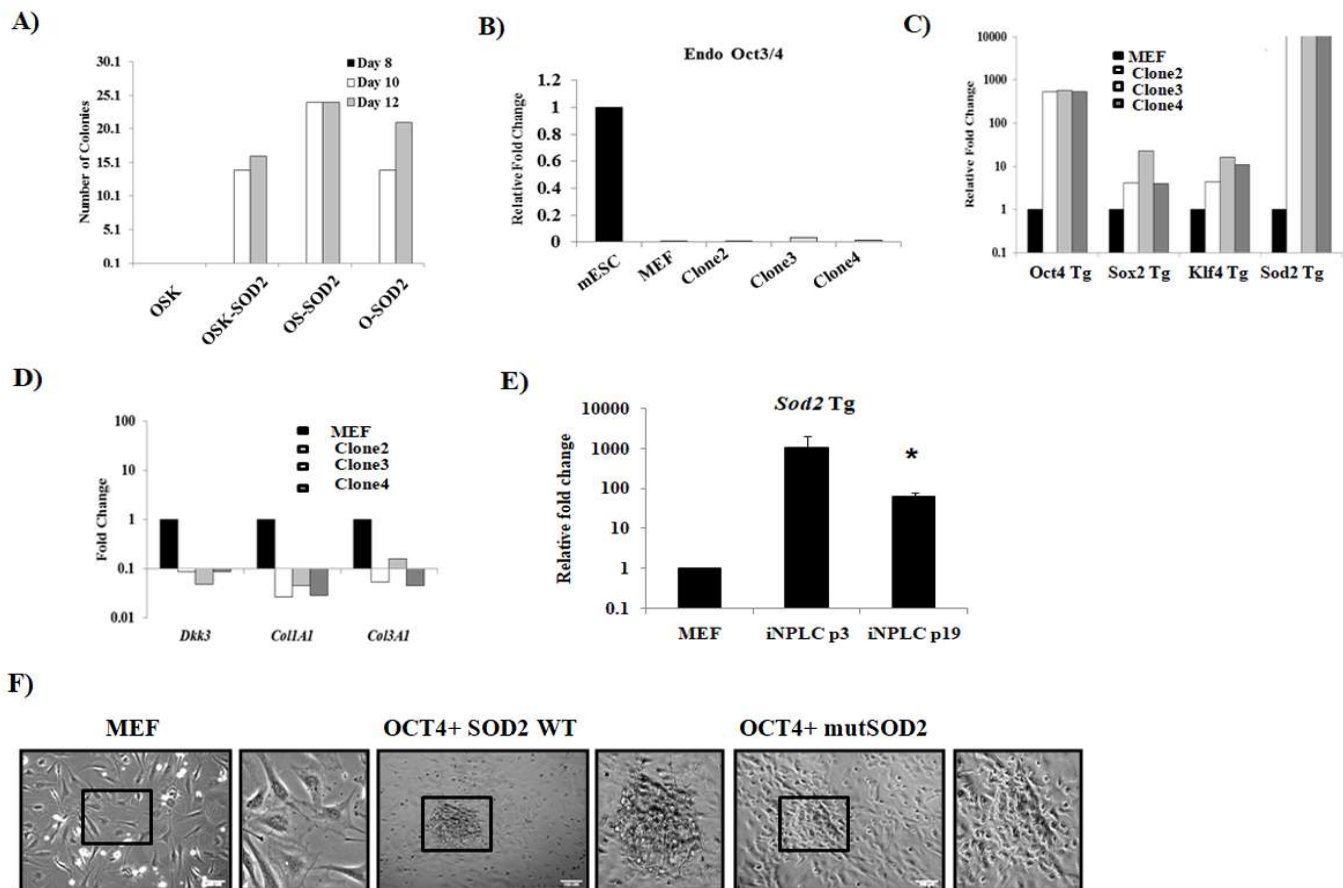 A)
Number of Colonies
30.1
25.1
20.1
15.1
10.1
5.1
0.1
Day 8
Day 10
Day 12
OSK
OSK-SOD2
OS-SOD2
O-SOD2
B)
Endo Oct3/4
Relative Fold Change
1.2
1
0.8
0.6
0.4
0.2
0
mESC
MEF
Clone2
Clone3
Clone4
C)
Relative Fold Change
10000
1000
100
10
1
0.1
MEF
Clone2
Clone3
Clone4
Oct4 Tg
Sox2 Tg
Klf4 Tg
Sod2 Tg
D)
Fold Change
100
10
1
0.1
0.01
MEF
Clone2
Clone3
Clone4
Dkk3
Col1A1
Col3A1
E)
Sod2 Tg
Relative fold change
10000
1000
100
10
1
0.1
*
MEF
iNPLC p3
iNPLC p19
F)
MEF
OCT4+ SOD2 WT
OCT4+ mutSOD2